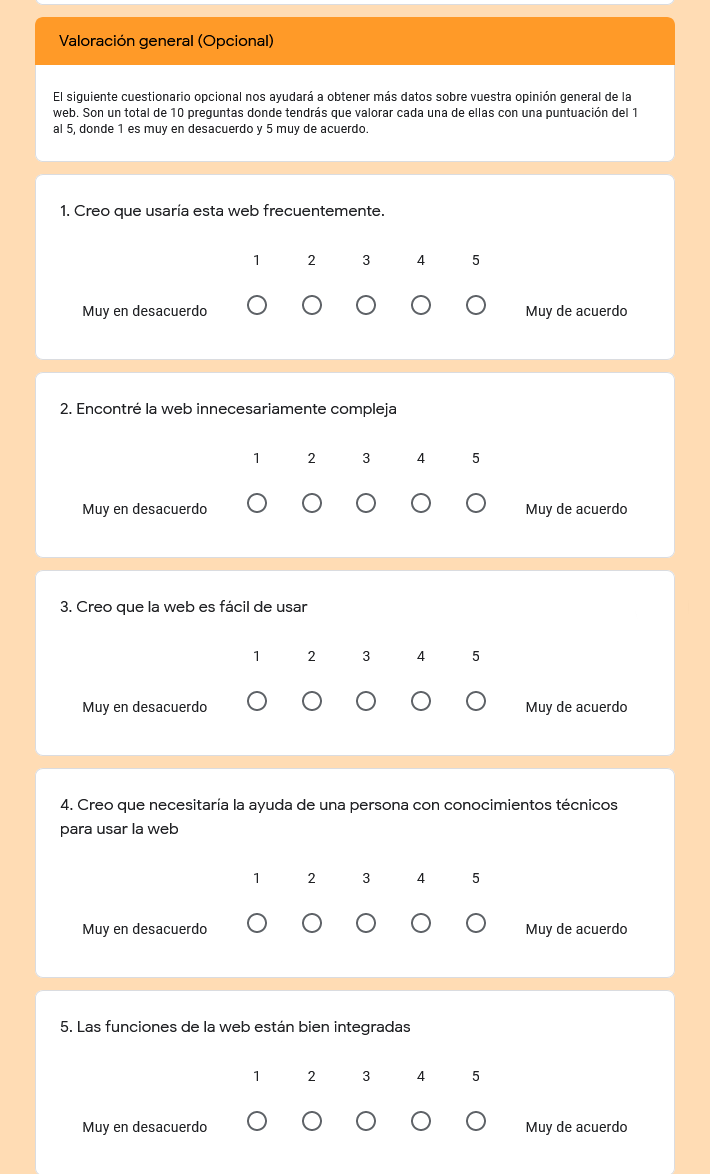 Valoración general (Opcional)
El siguiente cuestionario opcional nos ayudará a obtener más datos sobre vuestra opinión general de la
web. Son un total de 10 preguntas donde tendrás que valorar cada una de ellas con una puntuación del 1
al 5, donde 1 es muy en desacuerdo y 5 muy de acuerdo.
1. Creo que usaría esta web frecuentemente.
1 2 3 4 5
Muy en desacuerdo Muy de acuerdo
2. Encontré la web innecesariamente compleja
1 2 3 4 5
Muy en desacuerdo Muy de acuerdo
3. Creo que la web es fácil de usar
1 2 3 4 5
Muy en desacuerdo Muy de acuerdo
4. Creo que necesitaría la ayuda de una persona con conocimientos técnicos
para usar la web
1 2 3 4 5
Muy en desacuerdo Muy de acuerdo
5. Las funciones de la web están bien integradas
1 2 3 4 5
Muy en desacuerdo Muy de acuerdo